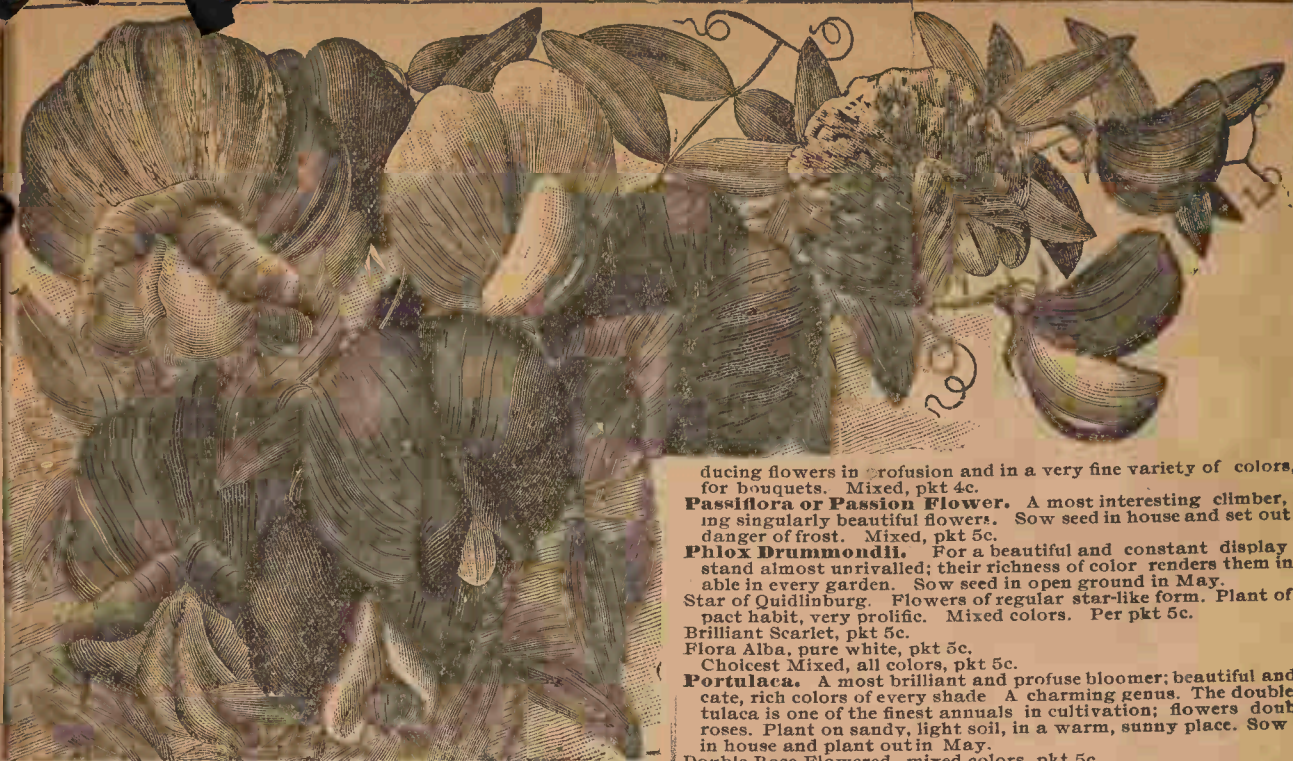 ducing flowers in profusion and in a very fine variety of colors,
for bouquets. Mixed, pkt 4c.
Passiflora or Passion Flower. A most interesting climber,
ing singularly beautiful flowers. Sow seed in house and set out
danger of frost. Mixed, pkt 5c.
Phlox Drummondii. For a beautiful and constant display
stand almost unrivalled; their richness of color renders them in
able in every garden. Sow seed in open ground in May.
Star of Quidlinburg. Flowers of regular star-like form. Plant of
pact habit, very prolific. Mixed colors. Per pkt 5c.
Brilliant Scarlet, pkt 5c.
Flora Alba, pure white, pkt 5c.
Choicest Mixed, all colors, pkt 5c.
Portulaca. A most brilliant and profuse bloomer; beautiful and
cate, rich colors of every shade A charming genus. The double
tulaca is one of the finest annuals in cultivation; flowers doub
roses. Plant on sandy, light soil, in a warm, sunny place. Sow
in house and plant out in May.
Double Rose Flowered, mixed colors, pkt 5c.